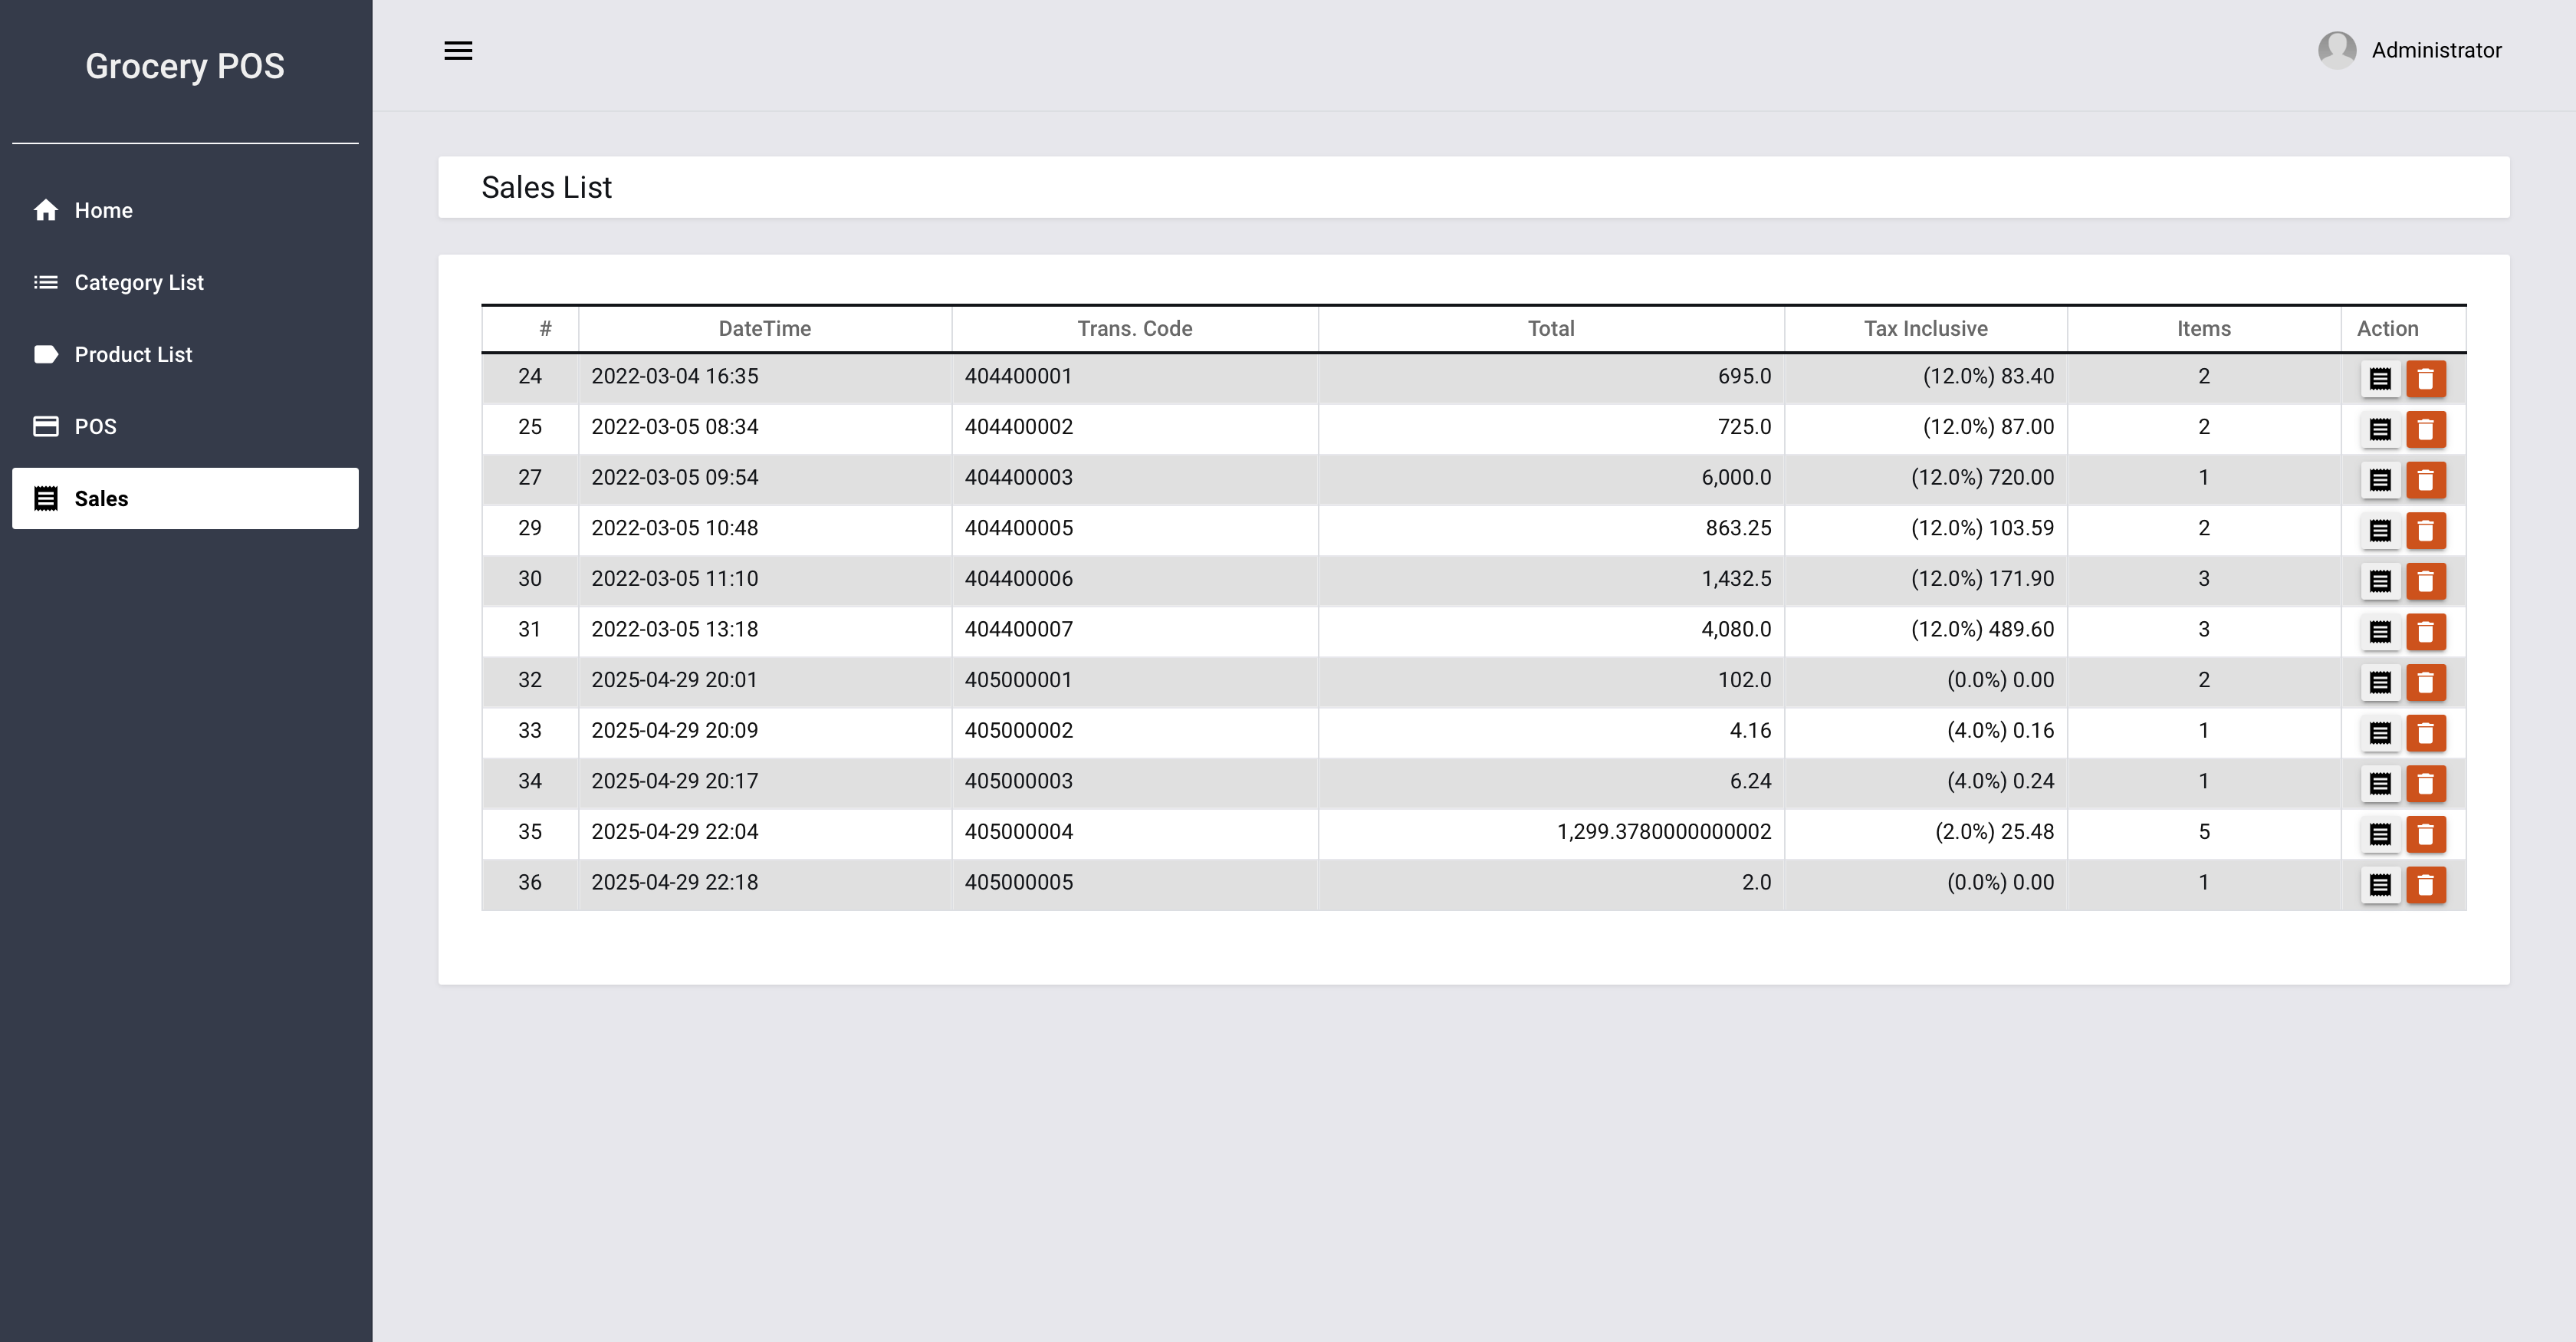 Grocery POS
Administrator
Home
Category List
Product List
POS
Sales
Sales List
# DateTime Trans. Code Total Tax Inclusive Items Action
24 2022-03-04 16:35 404400001 695.0 (12.0%) 83.40 2
25 2022-03-05 08:34 404400002 725.0 (12.0%) 87.00 2
27 2022-03-05 09:54 404400003 6,000.0 (12.0%) 720.00 1
29 2022-03-05 10:48 404400005 863.25 (12.0%) 103.59 2
30 2022-03-05 11:10 404400006 1,432.5 (12.0%) 171.90 3
31 2022-03-05 13:18 404400007 4,080.0 (12.0%) 489.60 3
32 2025-04-29 20:01 405000001 102.0 (0.0%) 0.00 2
33 2025-04-29 20:09 405000002 4.16 (4.0%) 0.16 1
34 2025-04-29 20:17 405000003 6.24 (4.0%) 0.24 1
35 2025-04-29 22:04 405000004 1,299.3780000000002 (2.0%) 25.48 5
36 2025-04-29 22:18 405000005 2.0 (0.0%) 0.00 1